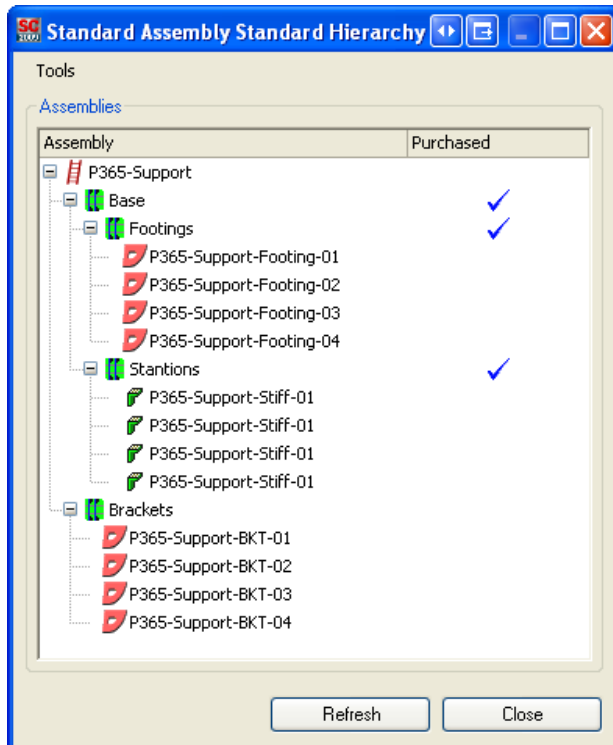 SC
2009
Standard Assembly Standard Hierarchy
Tools
Assemblies
Assembly Purchased
P365-Support
Base
Footings
P365-Support-Footing-01
P365-Support-Footing-02
P365-Support-Footing-03
P365-Support-Footing-04
Stantions
P365-Support-Stiff-01
P365-Support-Stiff-01
P365-Support-Stiff-01
P365-Support-Stiff-01
Brackets
P365-Support-BKT-01
P365-Support-BKT-02
P365-Support-BKT-03
P365-Support-BKT-04
Refresh Close